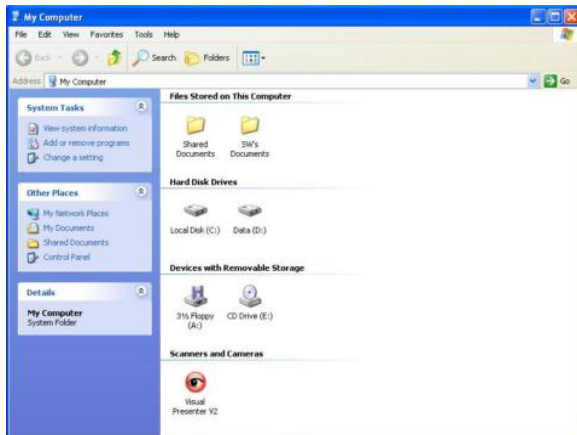 My Computer
File Edit View Favorites Tools Help
Back Search Folders
Address My Computer Go
System Tasks
View system information
Add or remove programs
Change a setting
Other Places
My Network Places
My Documents
Shared Documents
Control Panel
Details
My Computer
System Folder
Files Stored on This Computer
Shared Documents
SW's Documents
Hard Disk Drives
Local Disk (C:) Data (D:)
Devices with Removable Storage
3½ Floppy (A:)
CD Drive (E:)
Scanners and Cameras
Visual
Presenter V2